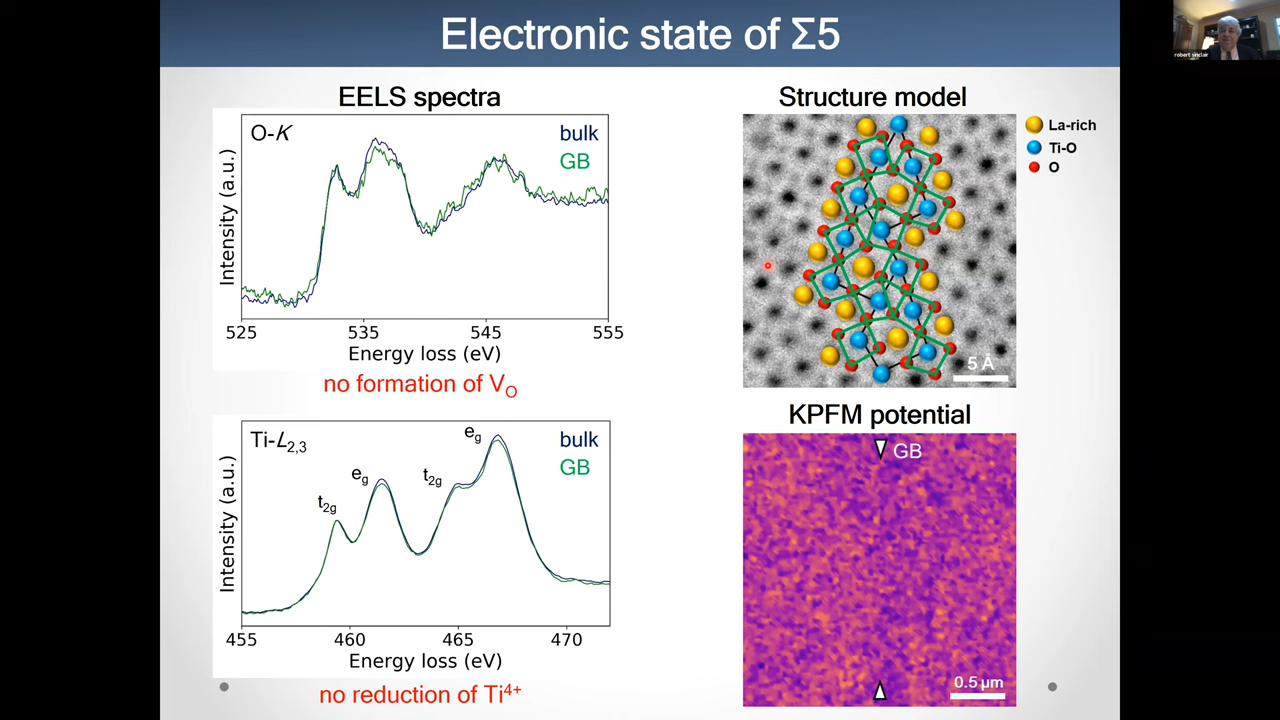 Electronic state of Σ5
robert sinclair
EELS spectra
O-K
bulk
GB
Intensity (a.u.)
525 535 545 555
Energy loss (eV)
no formation of VO
Ti-L2,3
bulk
GB
t2g
eg
t2g
eg
Intensity (a.u.)
455 460 465 470
Energy loss (eV)
no reduction of Ti4+
Structure model
La-rich
Ti-O
O
5 Å
KPFM potential
GB
0.5 µm